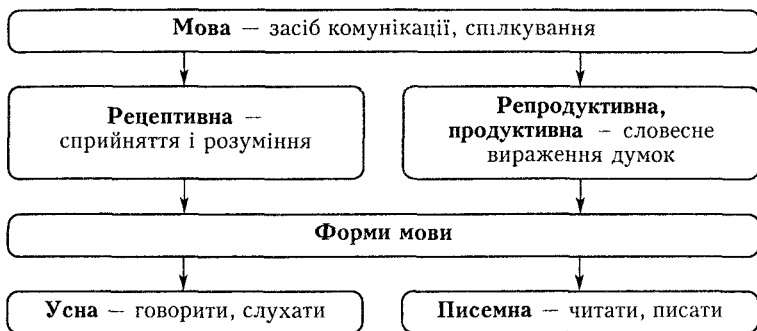 Мова — засіб комунікації, спілкування
Рецептивна —
сприйняття і розуміння
Репродуктивна,
продуктивна — словесне
вираження думок
Форми мови
Усна — говорити, слухати
Писемна — читати, писати